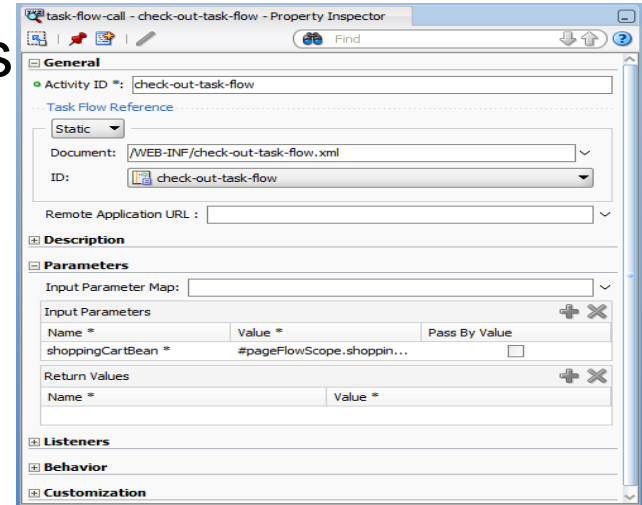 task-flow-call - check-out-task-flow - Property Inspector
Find
s
General
Activity ID *: check-out-task-flow
Task Flow Reference
Static
Document: /WEB-INF/check-out-task-flow.xml
ID: check-out-task-flow
Remote Application URL :
Description
Parameters
Input Parameter Map:
Input Parameters
Name * Value * Pass By Value
shoppingCartBean * #pageFlowScope.shoppin...
Return Values
Name * Value *
Listeners
Behavior
Customization